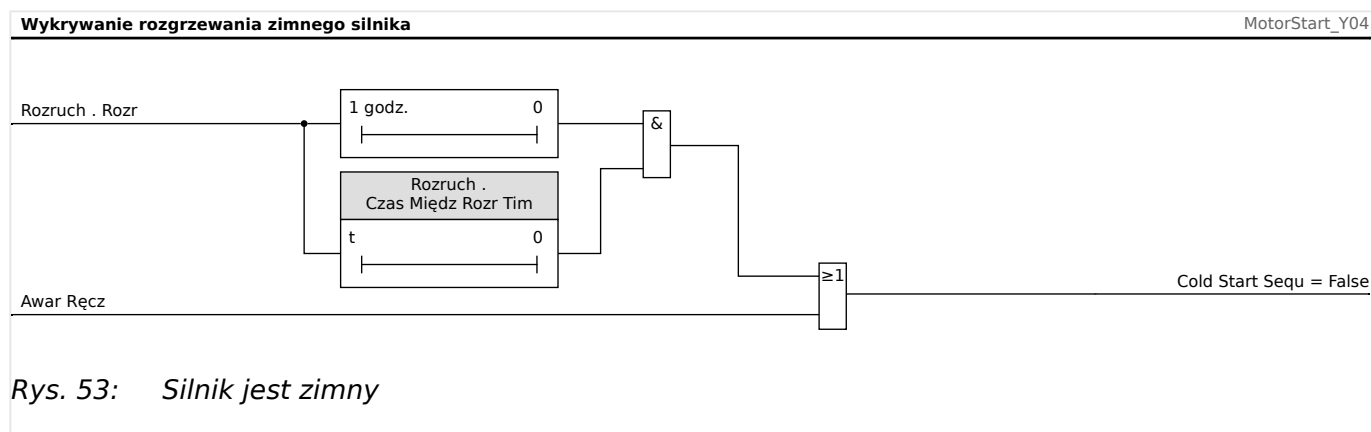 Wykrywanie rozgrzewania zimnego silnika
MotorStart_Y04
Rozruch . Rozr
1 godz. 0
&
Rozruch .
Czas Międz Rozr Tim
t 0
≥1
Cold Start Sequ = False
Awar Ręcz
Rys. 53: Silnik jest zimny